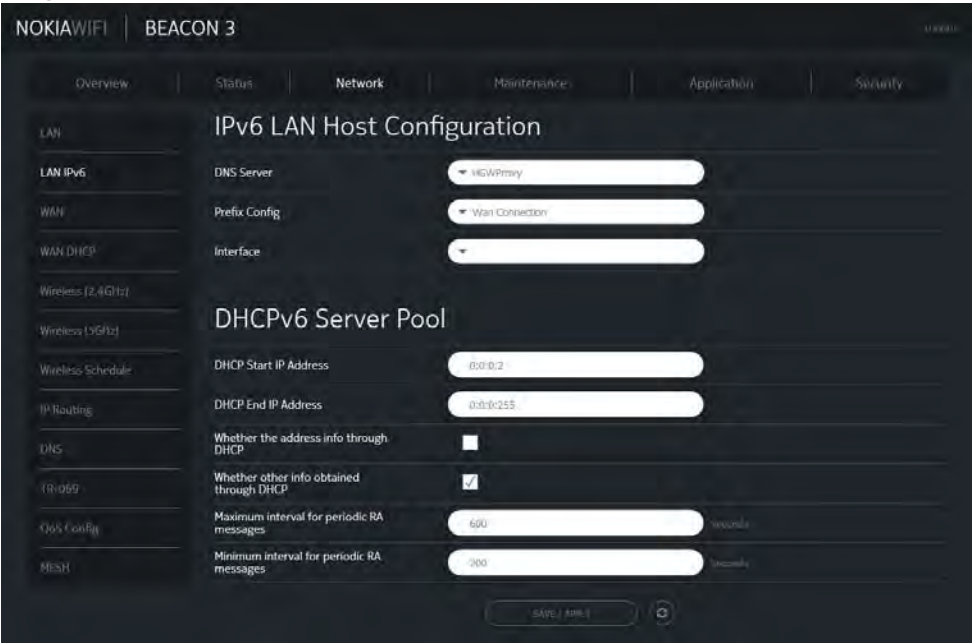 NOKIAWIFI | BEACON 3
Overview | Status | Network | Maintenance | Application | Security
LAN
LAN IPv6
WAN
WAN DHCP
Wireless (2.4GHz)
Wireless (5GHz)
Wireless Schedule
IP Routing
DNS
TR-069
QoS Config
MESH
IPv6 LAN Host Configuration
DNS Server
HGWProxy
Prefix Config
Wan Connection
Interface
DHCPv6 Server Pool
DHCP Start IP Address
0:0:0:2
DHCP End IP Address
0:0:0:255
Whether the address info through
DHCP
Whether other info obtained
through DHCP
Maximum interval for periodic RA
messages
600
seconds
Minimum interval for periodic RA
messages
200
seconds
SAVE / APPLY